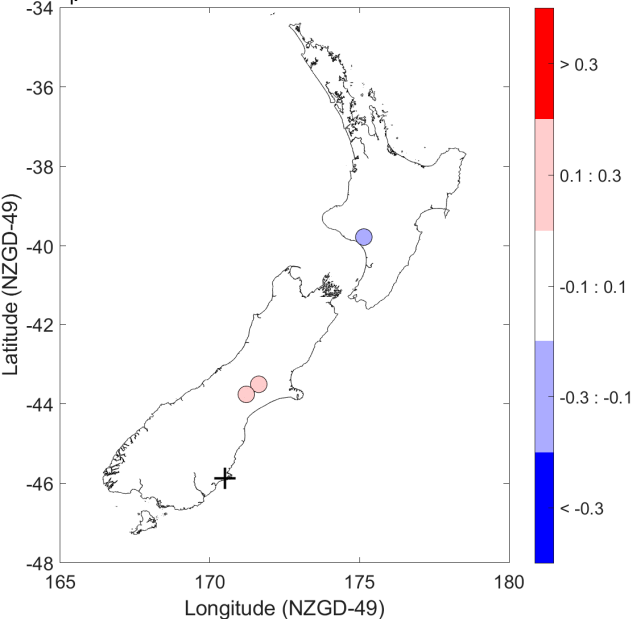 -34
-36
-38
-40
-42
-44
-46
-48
165
170
175
180
Longitude (NZGD-49)
Latitude (NZGD-49)
> 0.3
0.1 : 0.3
-0.1 : 0.1
-0.3 : -0.1
< -0.3